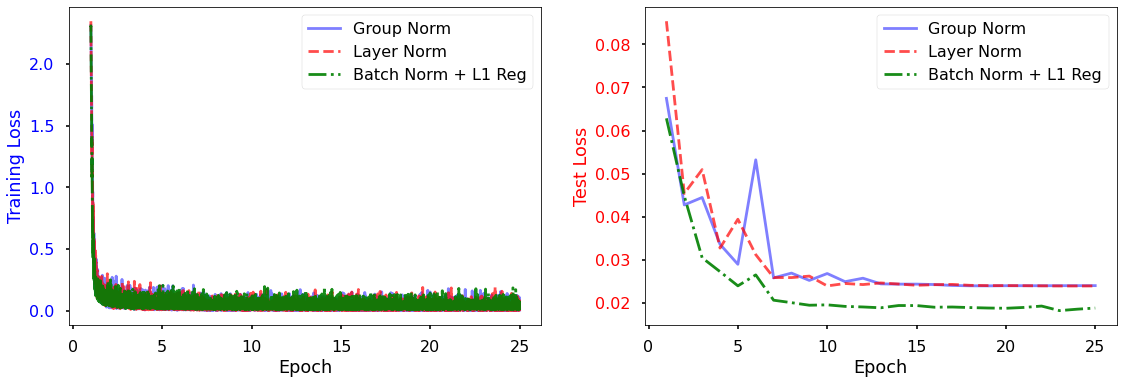 Training Loss
2.0
1.5
1.0
0.5
0.0
0 5 10 15 20 25
Epoch
Group Norm
Layer Norm
Batch Norm + L1 Reg
Test Loss
0.08
0.07
0.06
0.05
0.04
0.03
0.02
0 5 10 15 20 25
Epoch
Group Norm
Layer Norm
Batch Norm + L1 Reg